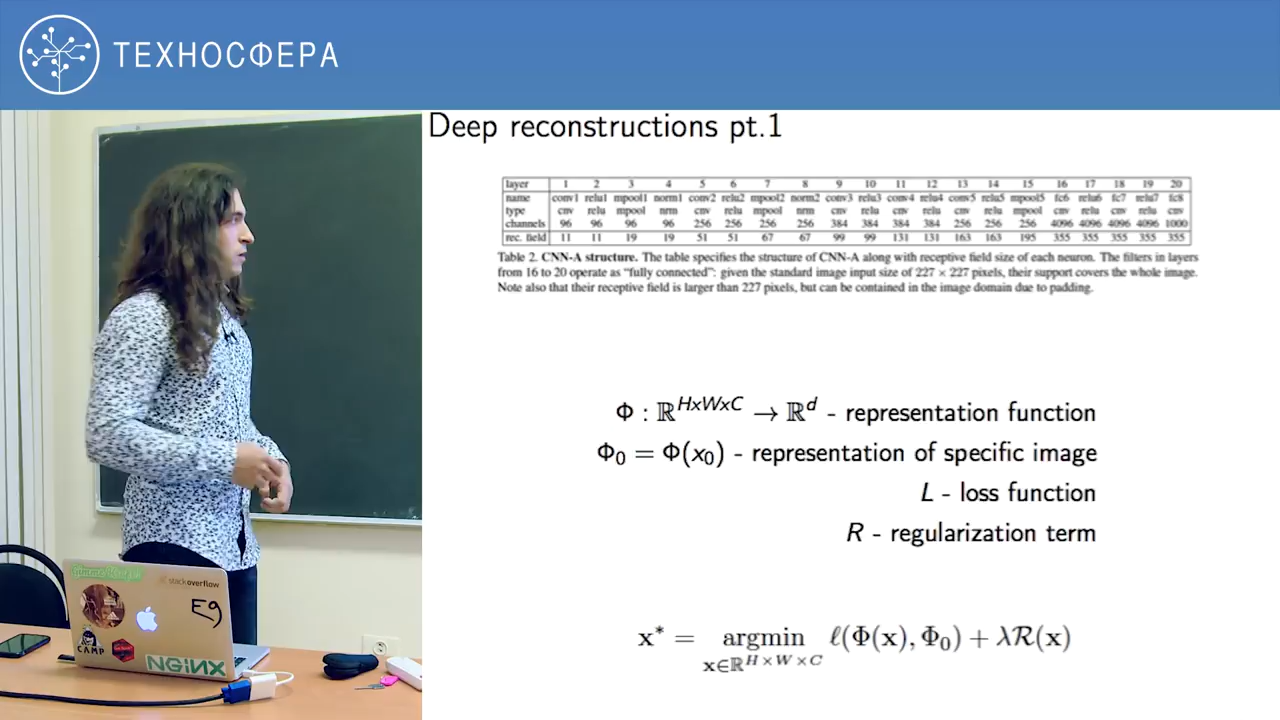 ТЕХНОСФЕРА
Deep reconstructions pt.1
layer 1 2 3 4 5 6 7 8 9 10 11 12 13 14 15 16 17 18 19 20
name conv1 relu1 mpool1 norm1 conv2 relu2 mpool2 norm2 conv3 relu3 conv4 relu4 conv5 relu5 mpool5 fc6 relu6 fc7 relu7 fc8
type cnv relu mpool nrm cnv relu mpool nrm cnv relu cnv relu cnv relu mpool cnv relu cnv relu cnv
channels 96 96 96 96 256 256 256 256 384 384 384 384 256 256 256 4096 4096 4096 4096 1000
rec. field 11 11 19 19 51 51 67 67 99 99 131 131 163 163 195 355 355 355 355 355
Table 2. CNN-A structure. The table specifies the structure of CNN-A along with receptive field size of each neuron. The filters in layers
from 16 to 20 operate as “fully connected”: given the standard image input size of 227 × 227 pixels, their support covers the whole image.
Note also that their receptive field is larger than 227 pixels, but can be contained in the image domain due to padding.
Φ : ℝ^{HxWxC} → ℝ^d - representation function
Φ₀ = Φ(x₀) - representation of specific image
L - loss function
R - regularization term
x* = argmin ℓ(Φ(x), Φ₀) + λR(x)
x∈ℝ^{H×W×C}
stackoverflow
CAMP
NGINX